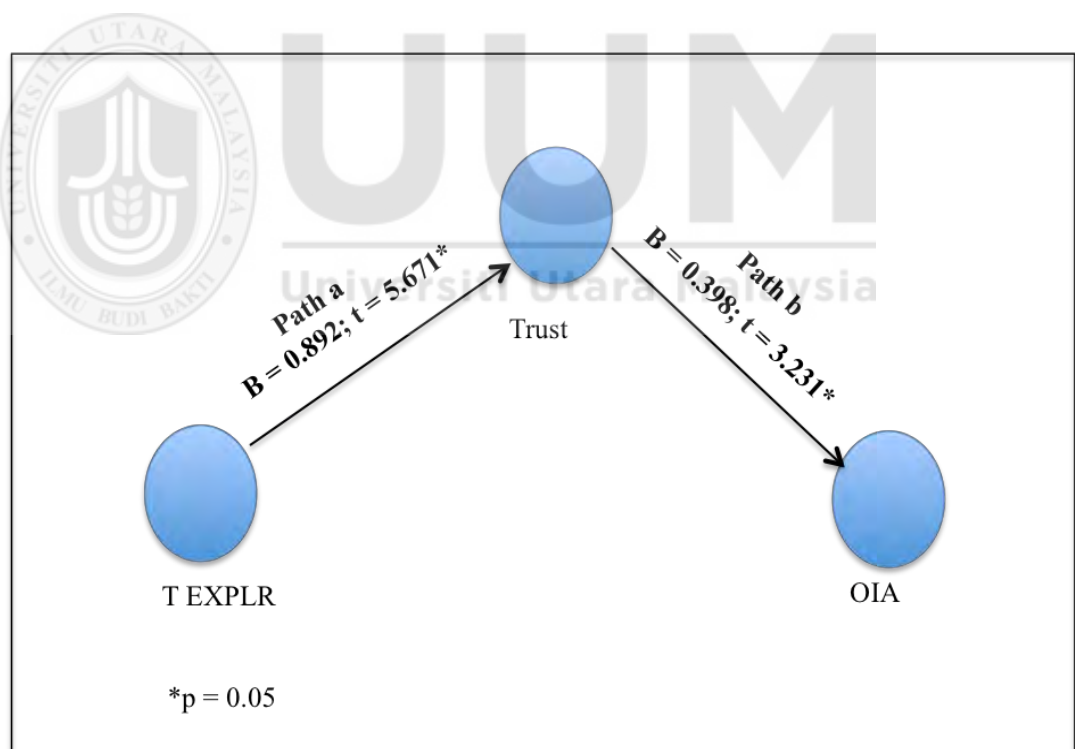 UNIVERSITI UTARA MALAYSIA
ILMU BUDI BAKTI
UUM
Universiti Utara Malaysia
Path a
B = 0.892; t = 5.671*
Path b
B = 0.398; t = 3.231*
Trust
T EXPLR
OIA
*p = 0.05